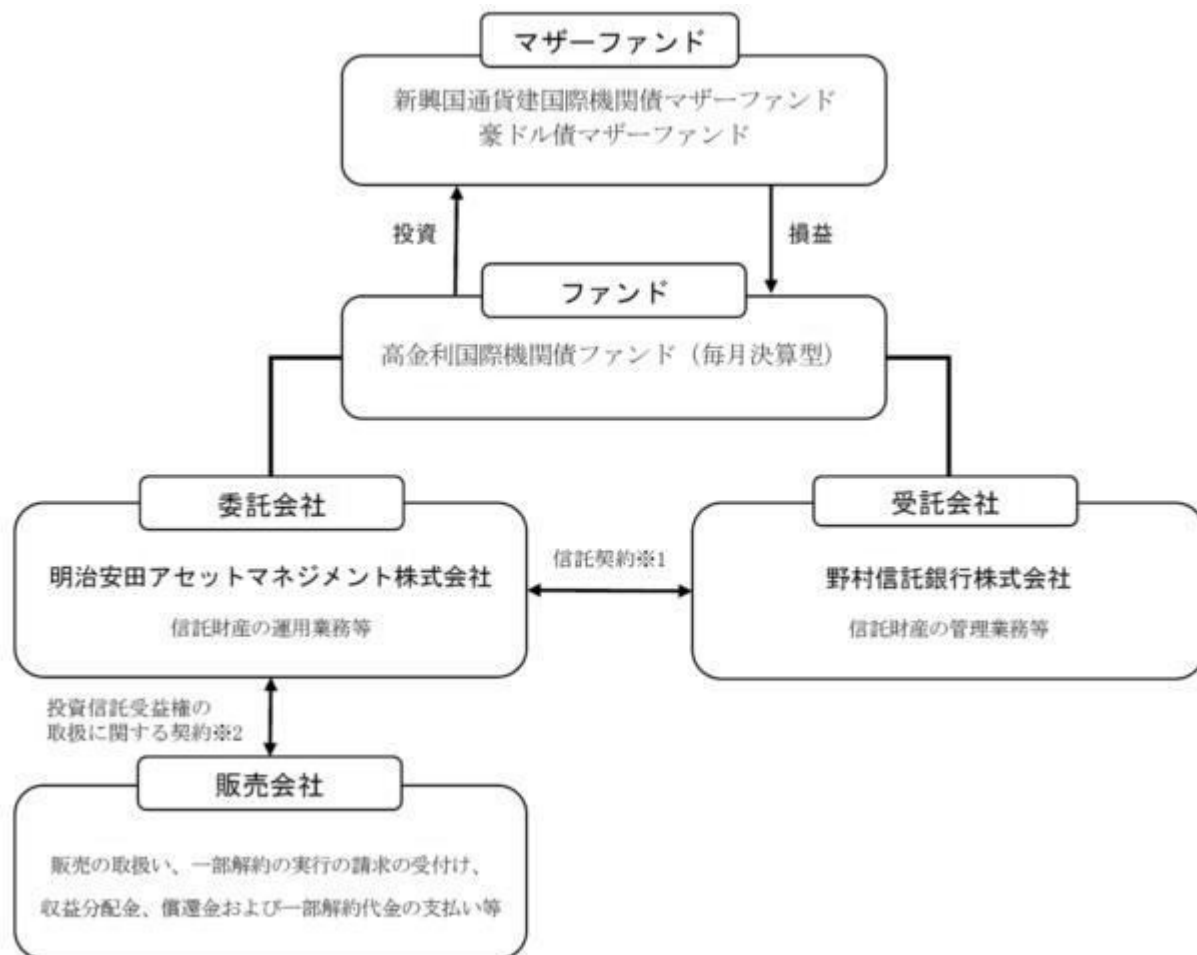 マザーファンド
新興国通貨建国際機関債マザーファンド
豪ドル債マザーファンド
投資
損益
ファンド
高金利国際機関債ファンド（毎月決算型）
委託会社
明治安田アセットマネジメント株式会社
信託財産の運用業務等
信託契約※1
受託会社
野村信託銀行株式会社
信託財産の管理業務等
投資信託受益権の
取扱に関する契約※2
販売会社
販売の取扱い、一部解約の実行の請求の受付け、
収益分配金、償還金および一部解約代金の支払い等